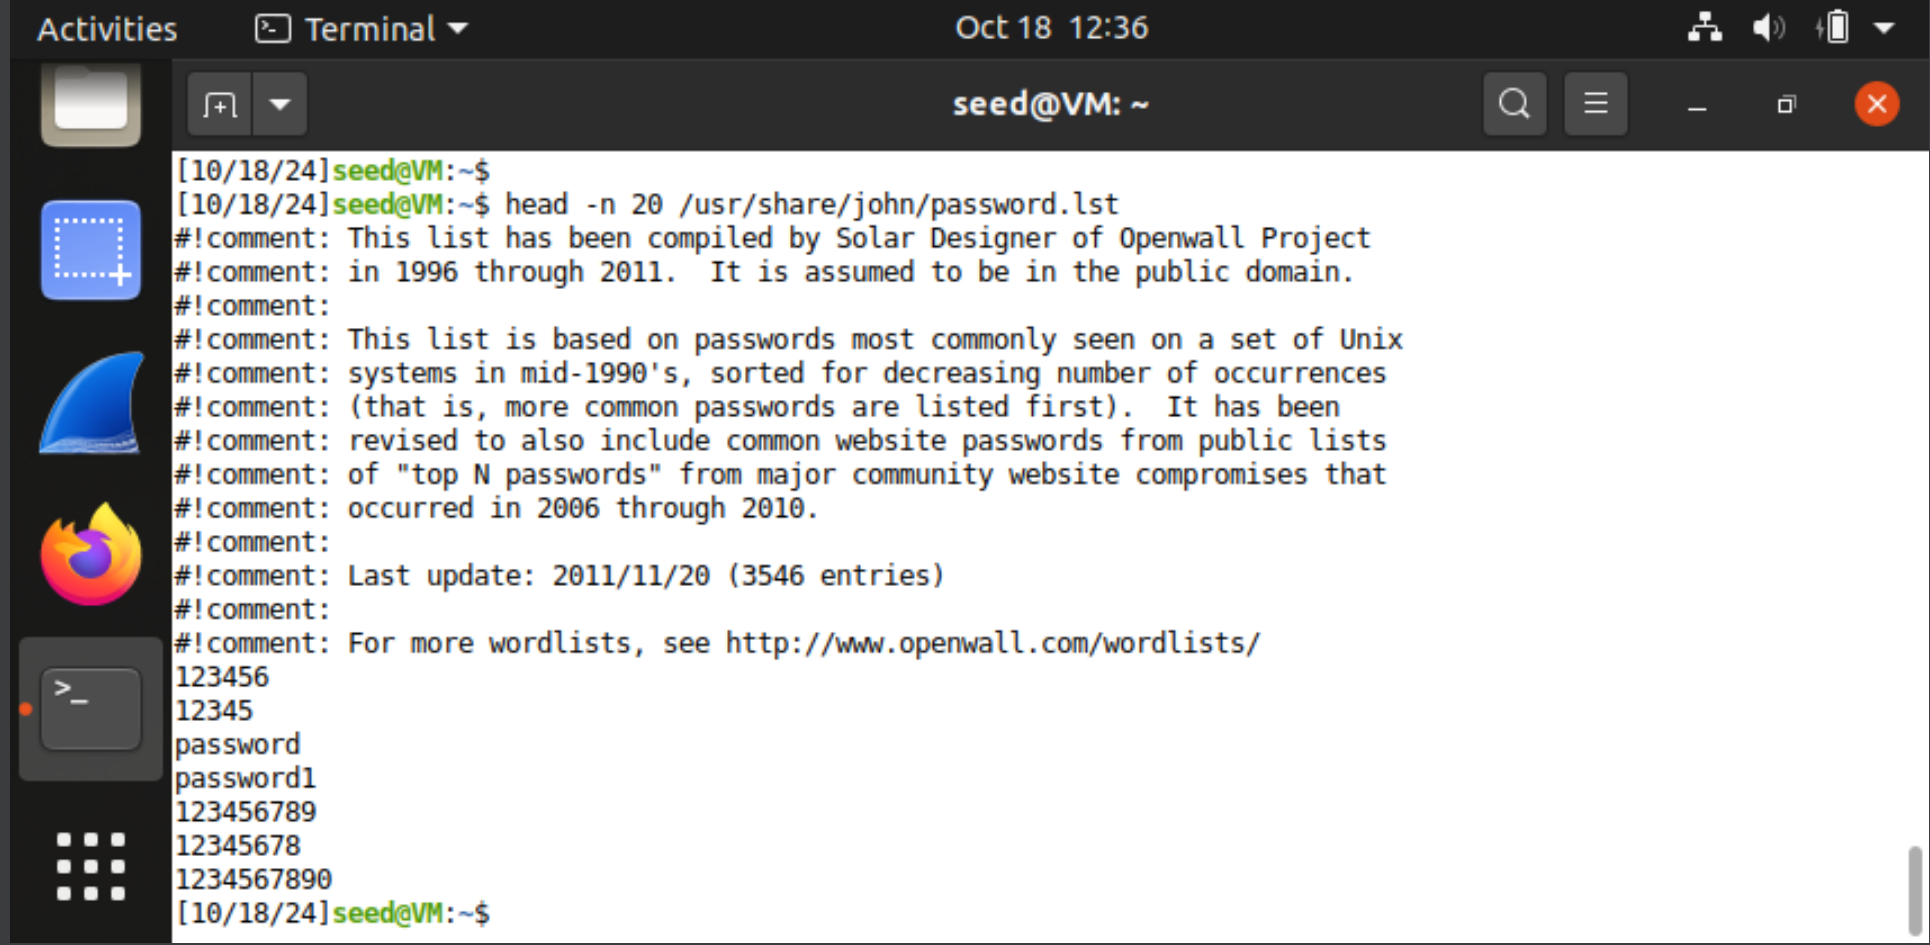 Activities
Terminal
Oct 18 12:36
seed@VM: ~
[10/18/24]seed@VM:~$
[10/18/24]seed@VM:~$ head -n 20 /usr/share/john/password.lst
#!comment: This list has been compiled by Solar Designer of Openwall Project
#!comment: in 1996 through 2011.  It is assumed to be in the public domain.
#!comment:
#!comment: This list is based on passwords most commonly seen on a set of Unix
#!comment: systems in mid-1990's, sorted for decreasing number of occurrences
#!comment: (that is, more common passwords are listed first).  It has been
#!comment: revised to also include common website passwords from public lists
#!comment: of "top N passwords" from major community website compromises that
#!comment: occurred in 2006 through 2010.
#!comment:
#!comment: Last update: 2011/11/20 (3546 entries)
#!comment:
#!comment: For more wordlists, see http://www.openwall.com/wordlists/
123456
12345
password
password1
123456789
12345678
1234567890
[10/18/24]seed@VM:~$